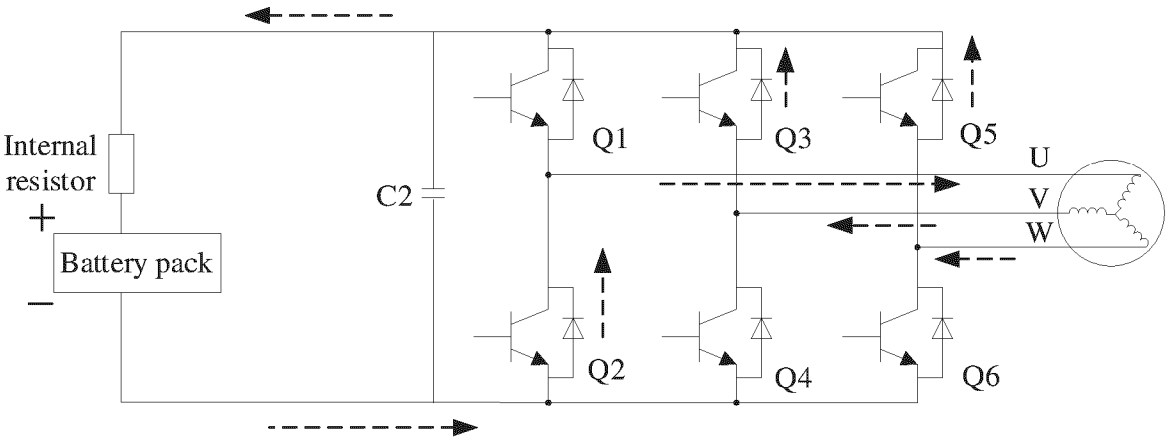 Internal
resistor
+
Battery pack
−
C2
Q1
Q3
Q5
U
V
W
Q2
Q4
Q6